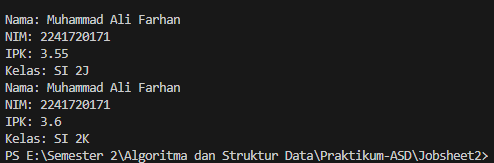 Nama: Muhammad Ali Farhan
NIM: 2241720171
IPK: 3.55
Kelas: SI 2J
Nama: Muhammad Ali Farhan
NIM: 2241720171
IPK: 3.6
Kelas: SI 2K
PS E:\Semester 2\Algoritma dan Struktur Data\Praktikum-ASD\Jobsheet2>